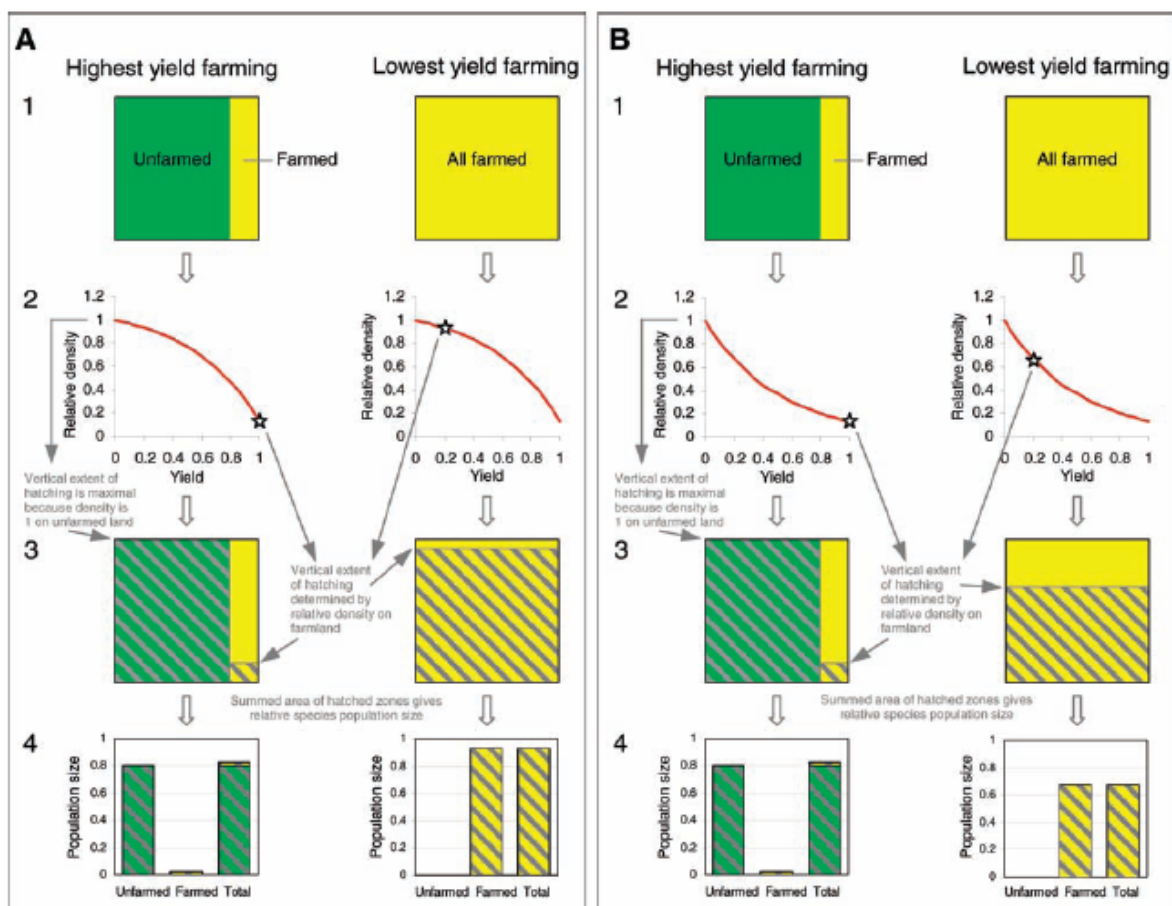 A
Highest yield farming
Lowest yield farming
1
Unfarmed
Farmed
All farmed
2
Relative density
1.2
1
0.8
0.6
0.4
0.2
0
0 0.2 0.4 0.6 0.8 1
Yield
Relative density
1.2
1
0.8
0.6
0.4
0.2
0
0 0.2 0.4 0.6 0.8 1
Yield
Vertical extent of
hatching is maximal
because density is
1 on unfarmed land
3
Vertical extent
of hatching
determined by
relative density on
farmland
Summed area of hatched zones gives
relative species population size
4
Population size
1
0.8
0.6
0.4
0.2
0
Unfarmed Farmed Total
Population size
1
0.8
0.6
0.4
0.2
0
Unfarmed Farmed Total
B
Highest yield farming
Lowest yield farming
1
Unfarmed
Farmed
All farmed
2
Relative density
1.2
1
0.8
0.6
0.4
0.2
0
0 0.2 0.4 0.6 0.8 1
Yield
Relative density
1.2
1
0.8
0.6
0.4
0.2
0
0 0.2 0.4 0.6 0.8 1
Yield
Vertical extent of
hatching is maximal
because density is
1 on unfarmed land
3
Vertical extent
of hatching
determined by
relative density on
farmland
Summed area of hatched zones gives
relative species population size
4
Population size
1
0.8
0.6
0.4
0.2
0
Unfarmed Farmed Total
Population size
1
0.8
0.6
0.4
0.2
0
Unfarmed Farmed Total